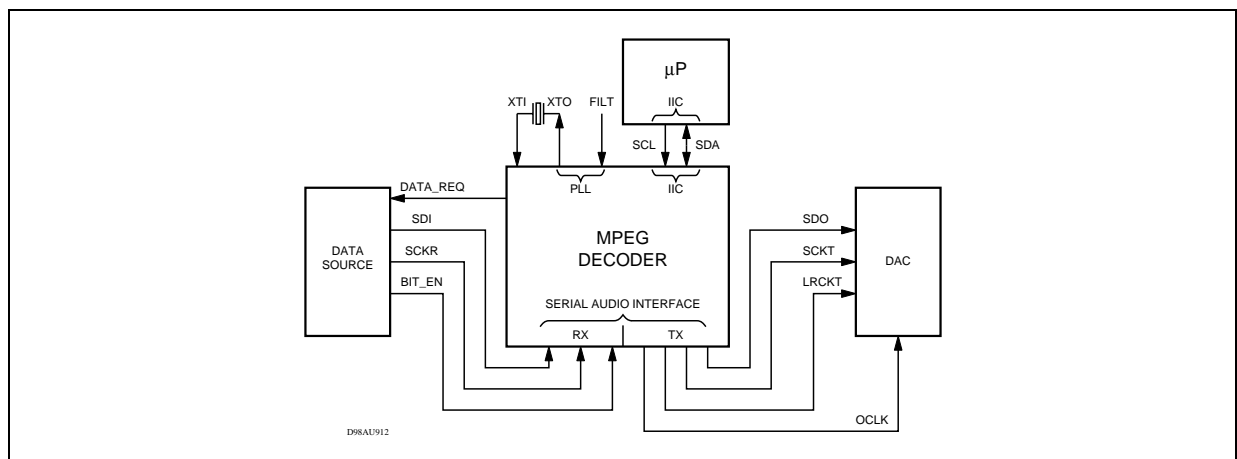 μP
IIC
XTI XTO FILT
SCL SDA
PLL IIC
DATA_REQ
SDI
SCKR
BIT_EN
DATA
SOURCE
MPEG
DECODER
SERIAL AUDIO INTERFACE
RX TX
SDO
SCKT
LRCKT
DAC
OCLK
D98AU912